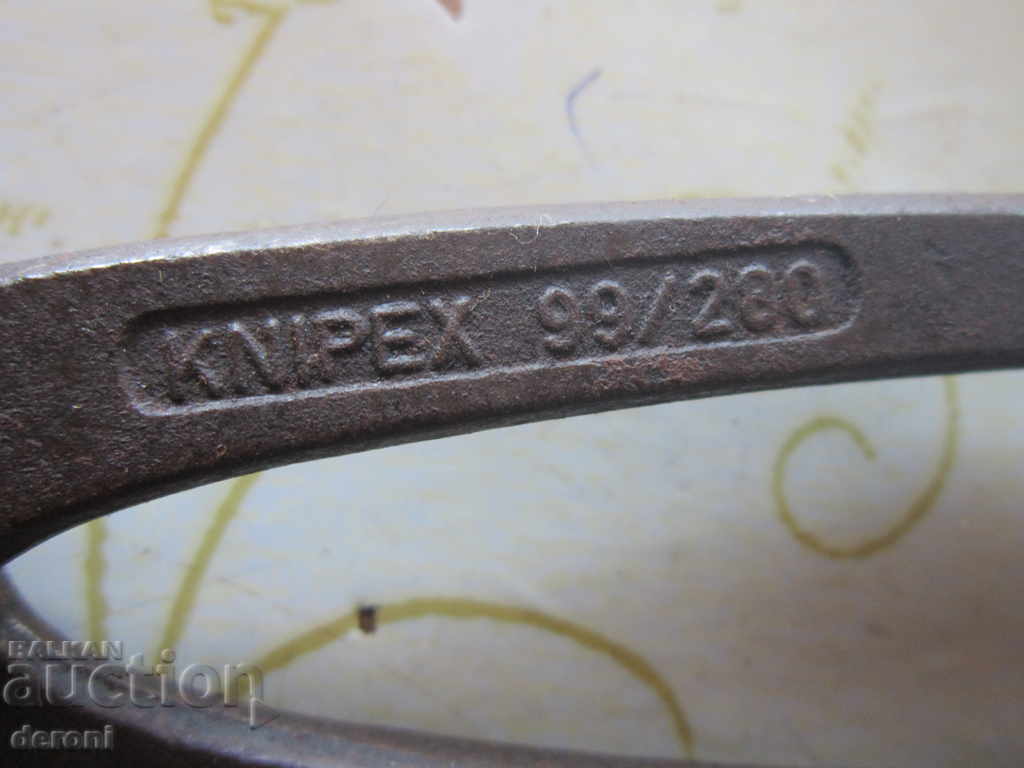 KNIPEX 99/280
BALKAN
auction
deroni